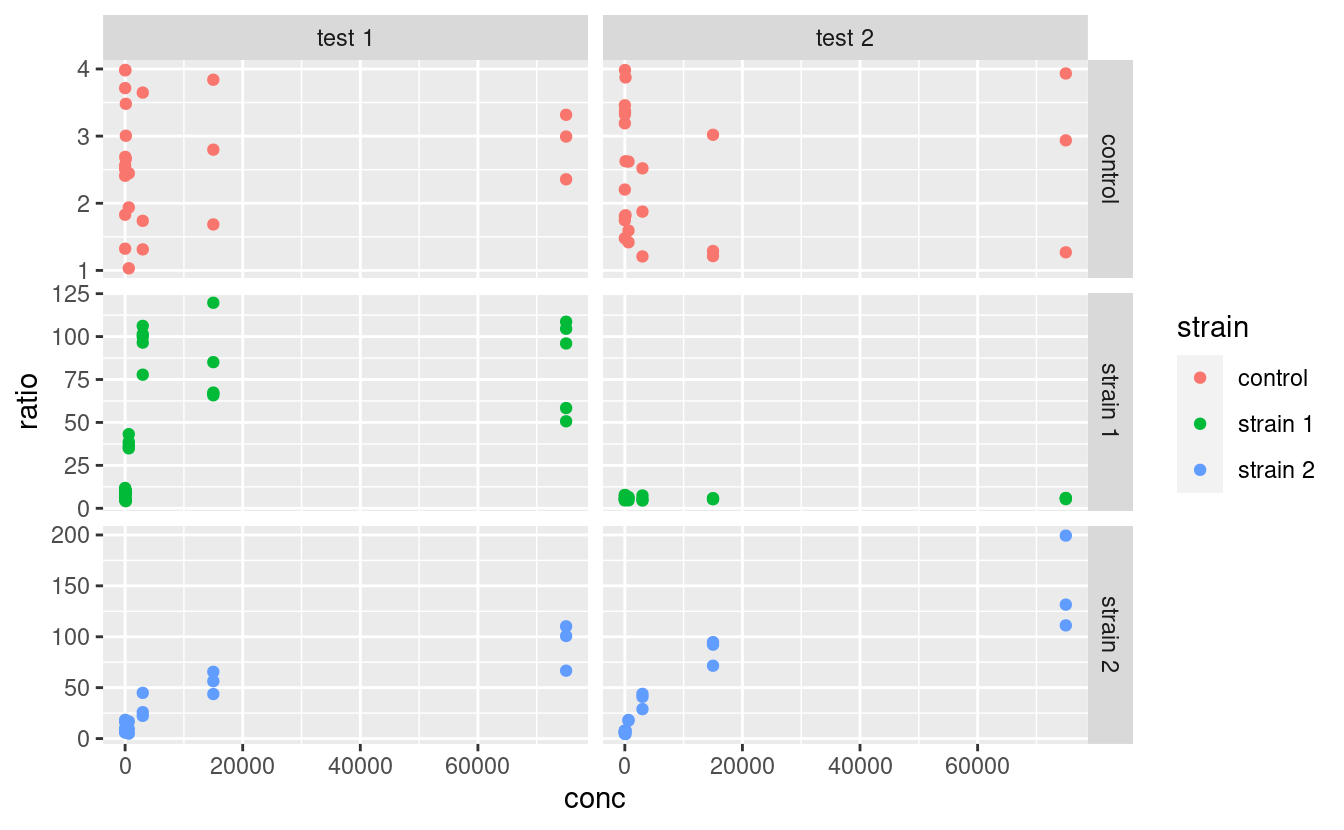 test 1 test 2
4
3
2
1
control
125
100
75
50
25
0
strain 1
200
150
100
50
0
strain 2
ratio
0 20000 40000 60000 0 20000 40000 60000
conc
strain
control
strain 1
strain 2